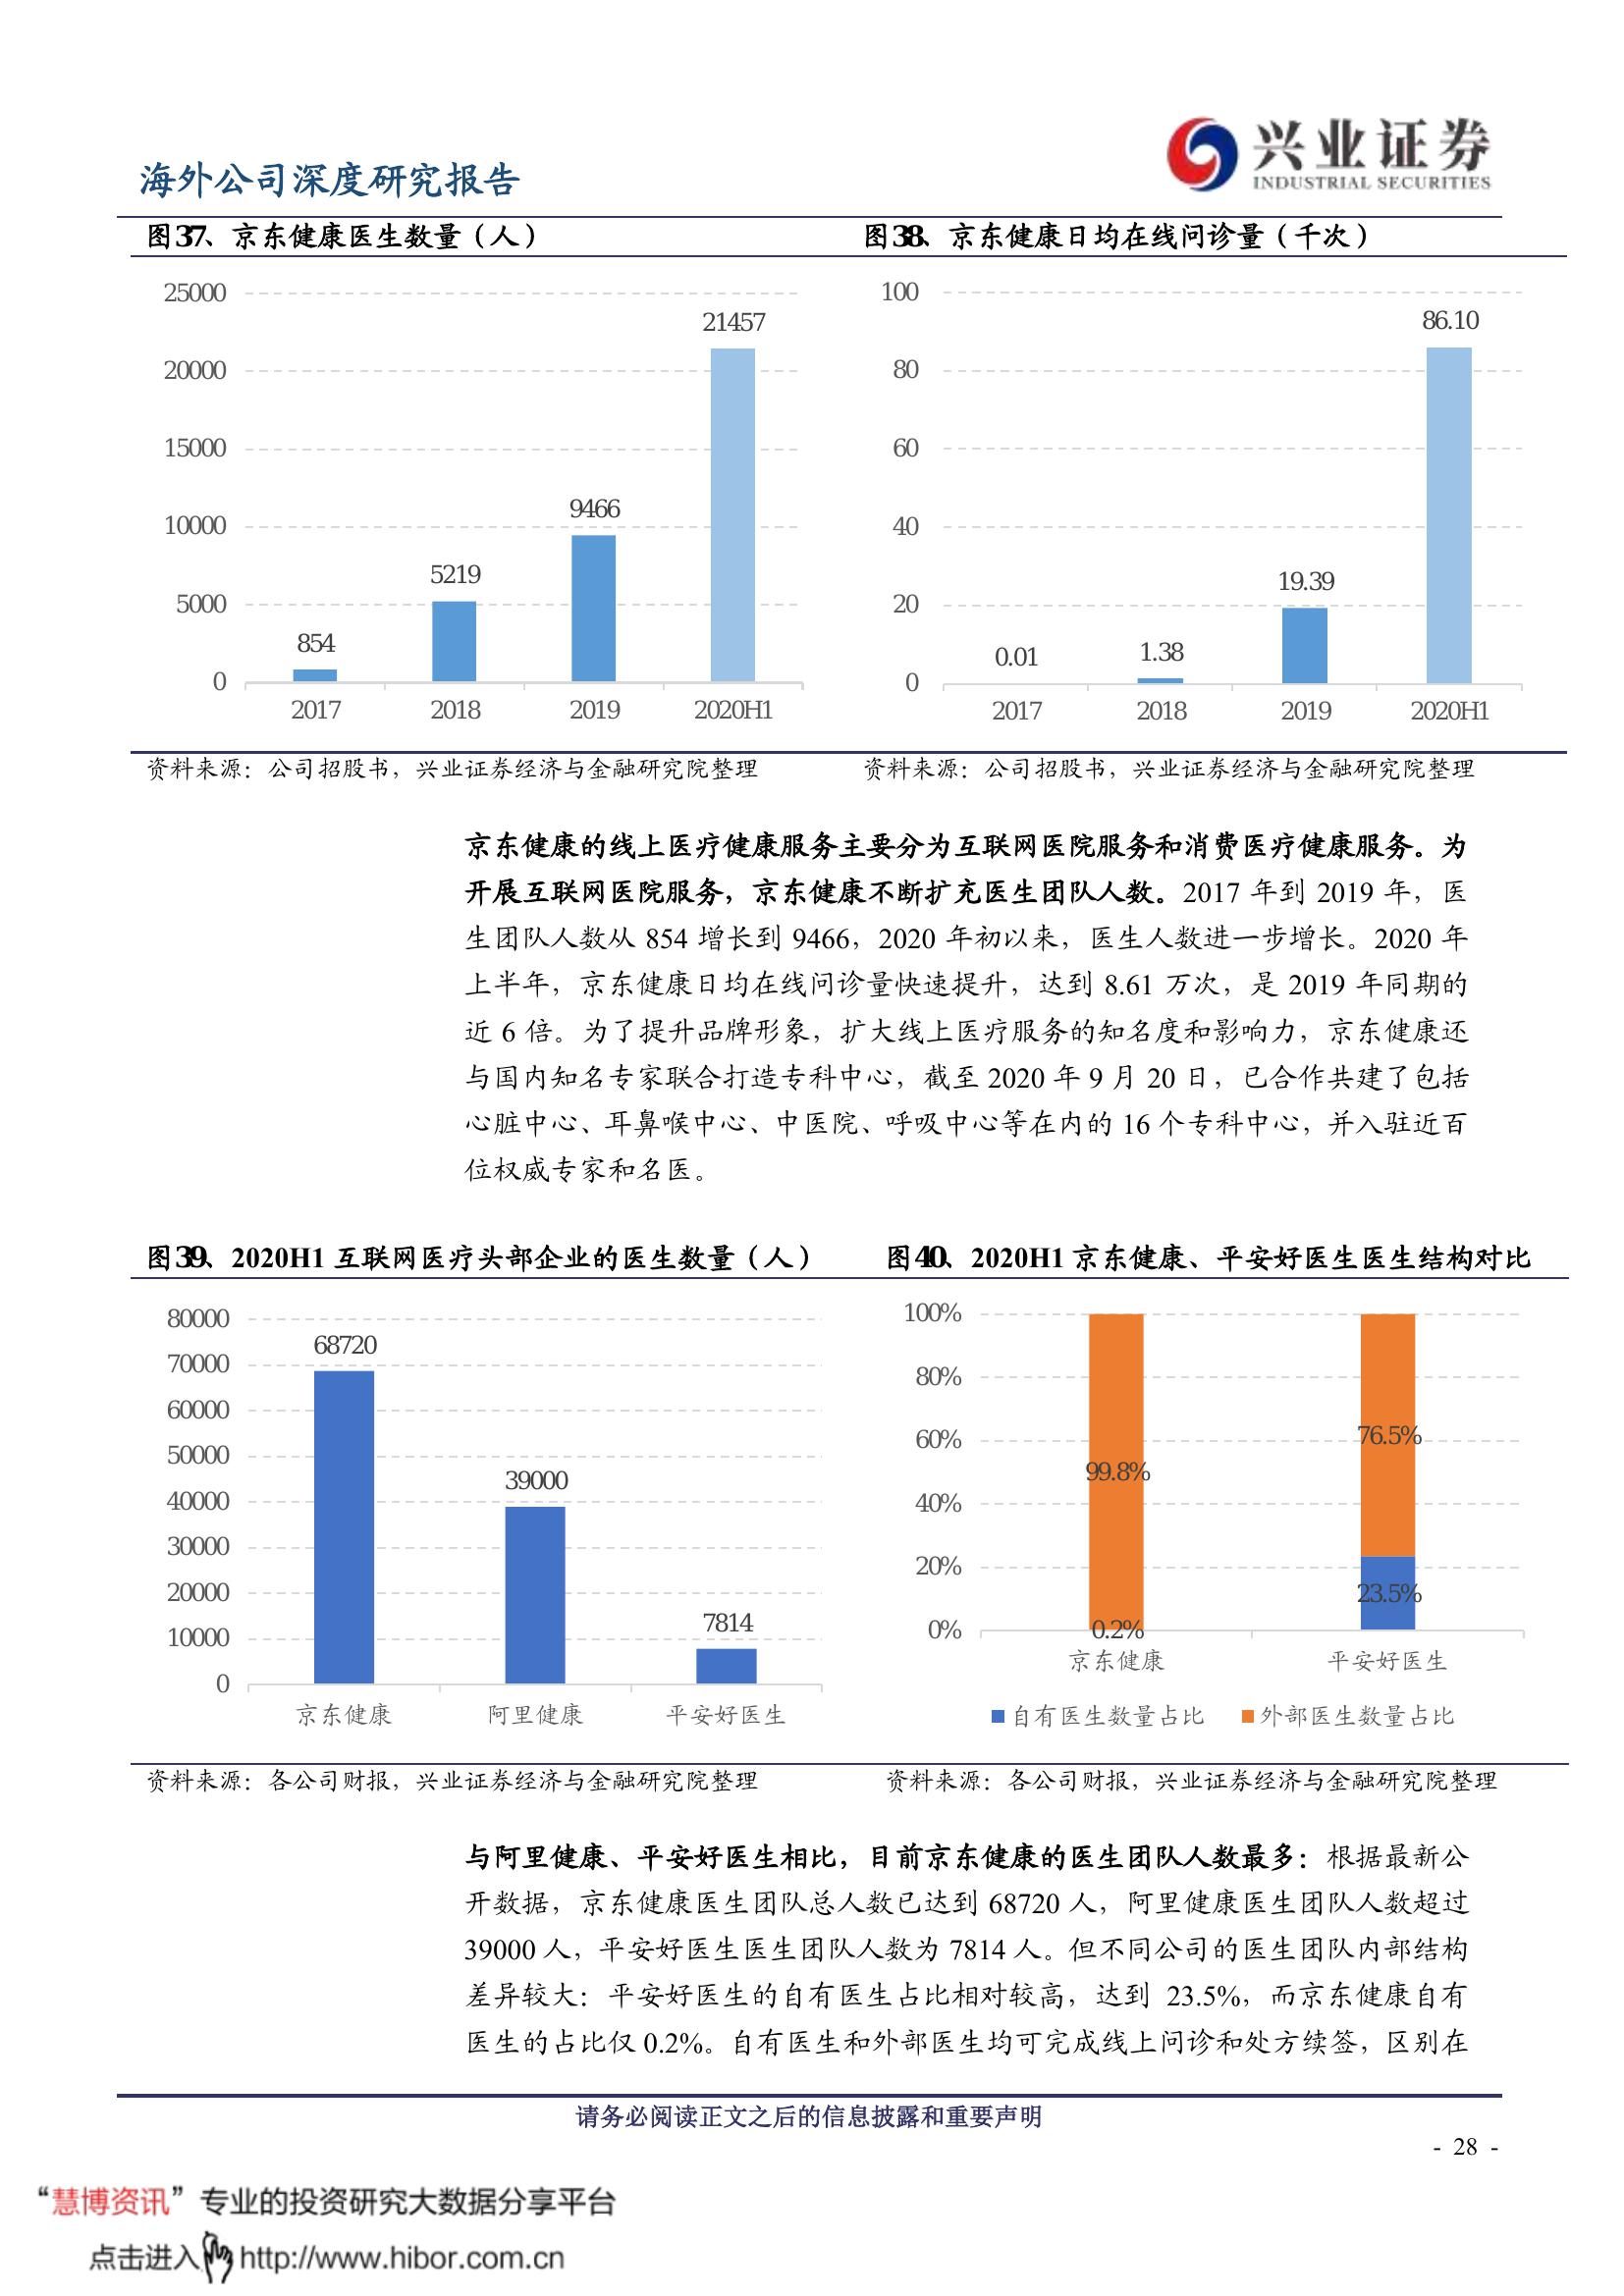 海外公司深度研究报告
兴业证券
INDUSTRIAL SECURITIES
图37、京东健康医生数量（人）
25000
20000
15000
10000
5000
0
854
5219
9466
21457
2017 2018 2019 2020H1
资料来源：公司招股书，兴业证券经济与金融研究院整理
图38、京东健康日均在线问诊量（千次）
100
80
60
40
20
0
0.01
1.38
19.39
86.10
2017 2018 2019 2020H1
资料来源：公司招股书，兴业证券经济与金融研究院整理
京东健康的线上医疗健康服务主要分为互联网医院服务和消费医疗健康服务。为
开展互联网医院服务，京东健康不断扩充医生团队人数。2017 年到 2019 年，医
生团队人数从 854 增长到 9466，2020 年初以来，医生人数进一步增长。2020 年
上半年，京东健康日均在线问诊量快速提升，达到 8.61 万次，是 2019 年同期的
近 6 倍。为了提升品牌形象，扩大线上医疗服务的知名度和影响力，京东健康还
与国内知名专家联合打造专科中心，截至 2020 年 9 月 20 日，已合作共建了包括
心脏中心、耳鼻喉中心、中医院、呼吸中心等在内的 16 个专科中心，并入驻近百
位权威专家和名医。
图39、2020H1 互联网医疗头部企业的医生数量（人）
80000
70000
60000
50000
40000
30000
20000
10000
0
68720
39000
7814
京东健康 阿里健康 平安好医生
资料来源：各公司财报，兴业证券经济与金融研究院整理
图40、2020H1 京东健康、平安好医生医生结构对比
100%
80%
60%
40%
20%
0%
99.8%
0.2%
76.5%
23.5%
京东健康 平安好医生
自有医生数量占比 外部医生数量占比
资料来源：各公司财报，兴业证券经济与金融研究院整理
与阿里健康、平安好医生相比，目前京东健康的医生团队人数最多：根据最新公
开数据，京东健康医生团队总人数已达到 68720 人，阿里健康医生团队人数超过
39000 人，平安好医生医生团队人数为 7814 人。但不同公司的医生团队内部结构
差异较大：平安好医生的自有医生占比相对较高，达到 23.5%，而京东健康自有
医生的占比仅 0.2%。自有医生和外部医生均可完成线上问诊和处方续签，区别在
请务必阅读正文之后的信息披露和重要声明
- 28 -
“慧博资讯”专业的投资研究大数据分享平台
点击进入 http://www.hibor.com.cn